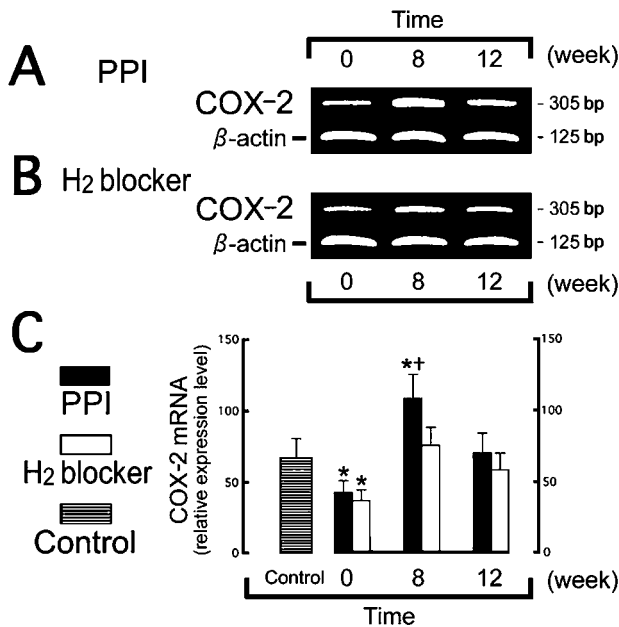 Time
A PPI 0 8 12 (week)
COX-2 - 305 bp
β-actin - 125 bp
B H2 blocker
COX-2 - 305 bp
β-actin - 125 bp
0 8 12 (week)
C
PPI
H2 blocker
Control
COX-2 mRNA
(relative expression level)
150 150
100 100
50 50
0 0
* * *†
Control 0 8 12 (week)
Time